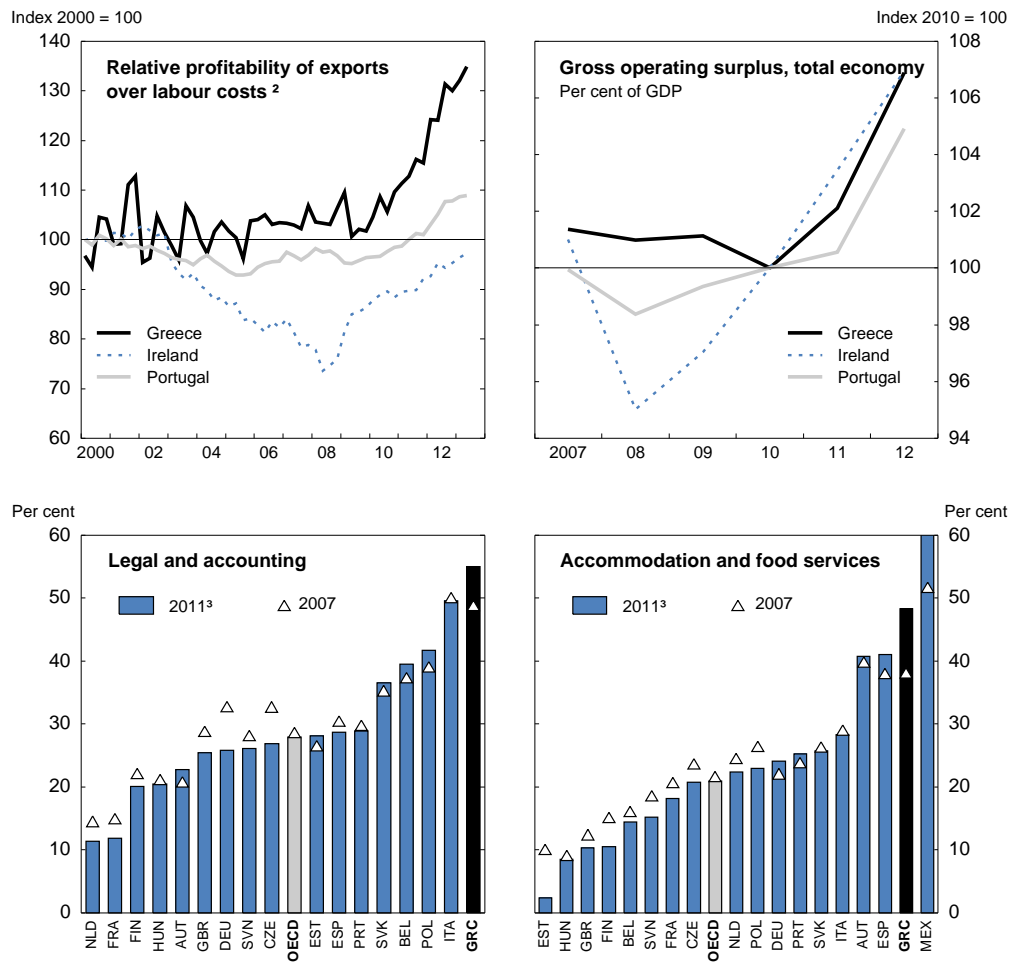 Index 2000 = 100
Index 2010 = 100
140
130
120
110
100
90
80
70
60
Relative profitability of exports
over labour costs ²
Greece
Ireland
Portugal
2000 02 04 06 08 10 12
Gross operating surplus, total economy
Per cent of GDP
Greece
Ireland
Portugal
108
106
104
102
100
98
96
94
2007 08 09 10 11 12
Per cent
Per cent
60
50
40
30
20
10
0
Legal and accounting
2011³ 2007
NLD FRA FIN HUN AUT GBR DEU SVN CZE OECD EST ESP PRT SVK BEL POL ITA GRC
Accommodation and food services
2011³ 2007
60
50
40
30
20
10
0
EST HUN GBR FIN BEL SVN FRA CZE OECD NLD POL DEU PRT SVK ITA AUT ESP GRC MEX